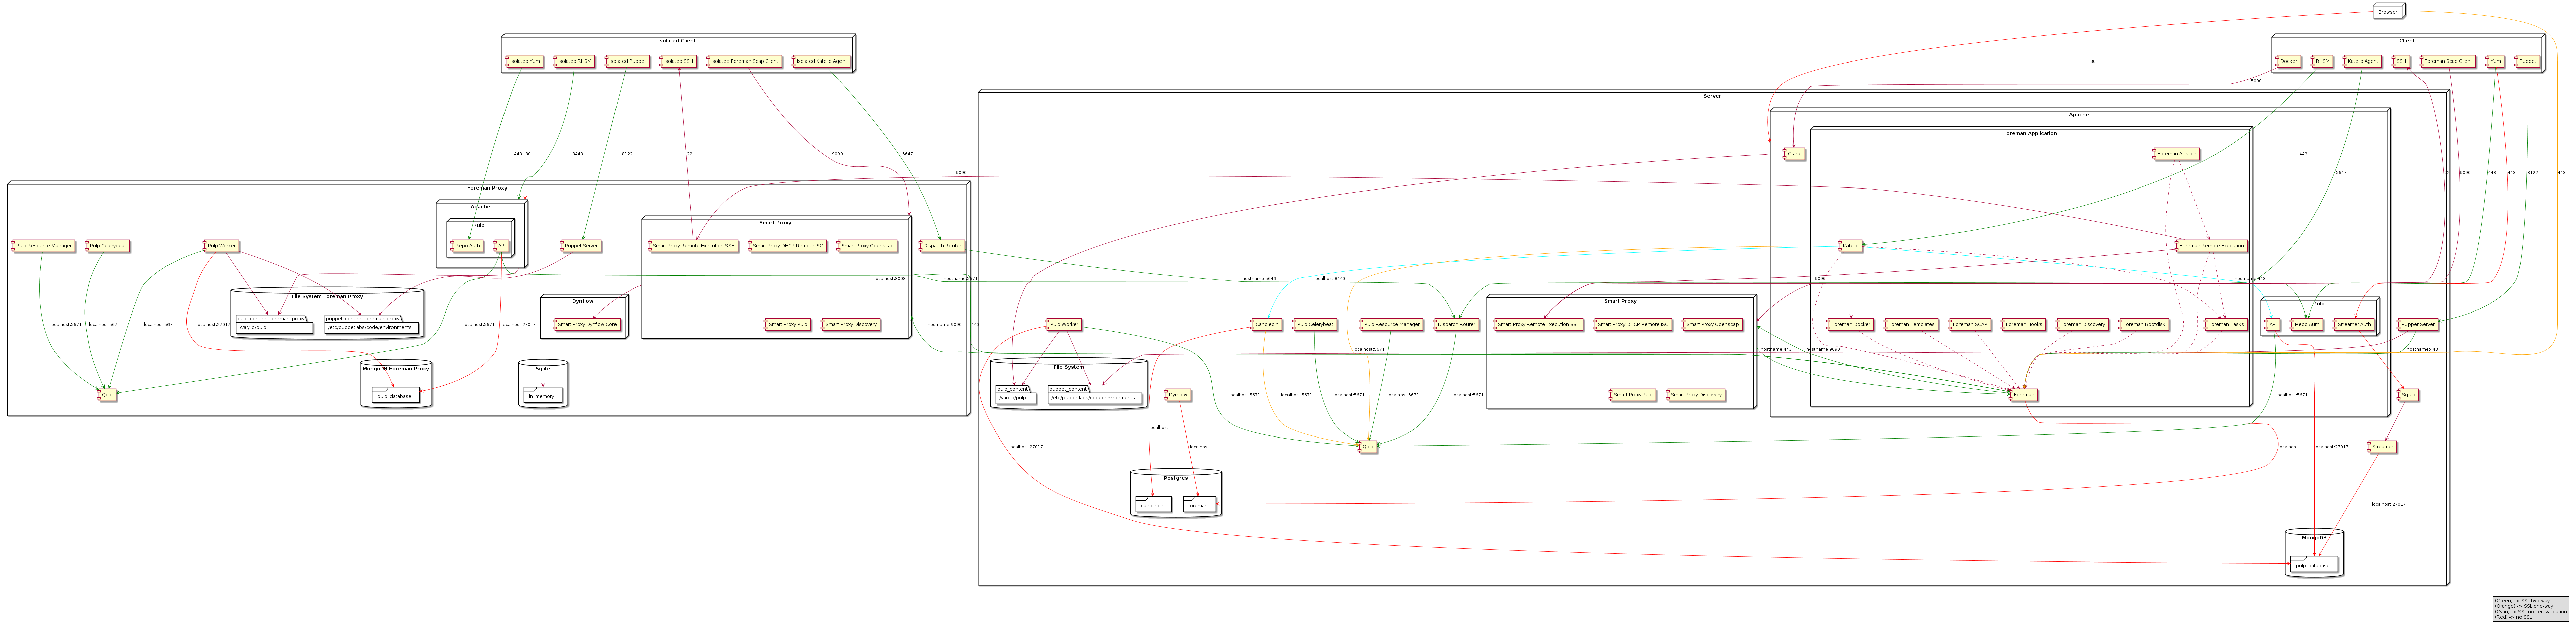 Browser
Isolated Client
Isolated Yum
Isolated RHSM
Isolated Puppet
Isolated SSH
Isolated Foreman Scap Client
Isolated Katello Agent
Client
Docker
RHSM
Katello Agent
SSH
Foreman Scap Client
Yum
Puppet
80
5000
Server
Apache
Foreman Application
Crane
Foreman Ansible
443
80
8443
8122
22
9090
5647
443
5647
22
9090
443
443
8122
443
9090
Foreman Proxy
Apache
Pulp
Repo Auth
API
Pulp Resource Manager
Pulp Celerybeat
Pulp Worker
Puppet Server
Smart Proxy
Smart Proxy Remote Execution SSH
Smart Proxy DHCP Remote ISC
Smart Proxy Openscap
Dispatch Router
Katello
Foreman Remote Execution
localhost:8008
hostname:5671
hostname:5646
localhost:8443
9090
hostname:443
File System Foreman Proxy
pulp_content_foreman_proxy
/var/lib/pulp
puppet_content_foreman_proxy
/etc/puppetlabs/code/environments
Dynflow
Smart Proxy Dynflow Core
Smart Proxy Pulp
Smart Proxy Discovery
localhost:5671
localhost:5671
localhost:5671
localhost:27017
localhost:5671
localhost:27017
hostname:9090
443
Pulp Worker
Candlepin
Pulp Celerybeat
Pulp Resource Manager
Dispatch Router
Smart Proxy
Smart Proxy Remote Execution SSH
Smart Proxy DHCP Remote ISC
Smart Proxy Openscap
Foreman Docker
Foreman Templates
Foreman SCAP
Foreman Hooks
Foreman Discovery
Foreman Bootdisk
Foreman Tasks
Pulp
API
Repo Auth
Streamer Auth
Puppet Server
localhost:5671
hostname:443
hostname:9090
hostname:443
MongoDB Foreman Proxy
pulp_database
Sqlite
in_memory
Qpid
File System
pulp_content
/var/lib/pulp
puppet_content
/etc/puppetlabs/code/environments
Dynflow
Smart Proxy Pulp
Smart Proxy Discovery
Foreman
Squid
localhost:5671
localhost:5671
localhost:5671
localhost:5671
localhost:5671
localhost:5671
localhost
localhost:27017
localhost
Qpid
localhost
localhost:27017
Streamer
Postgres
candlepin
foreman
localhost:27017
MongoDB
pulp_database
(Green) -> SSL two-way
(Orange) -> SSL one-way
(Cyan) -> SSL no cert validation
(Red) -> no SSL